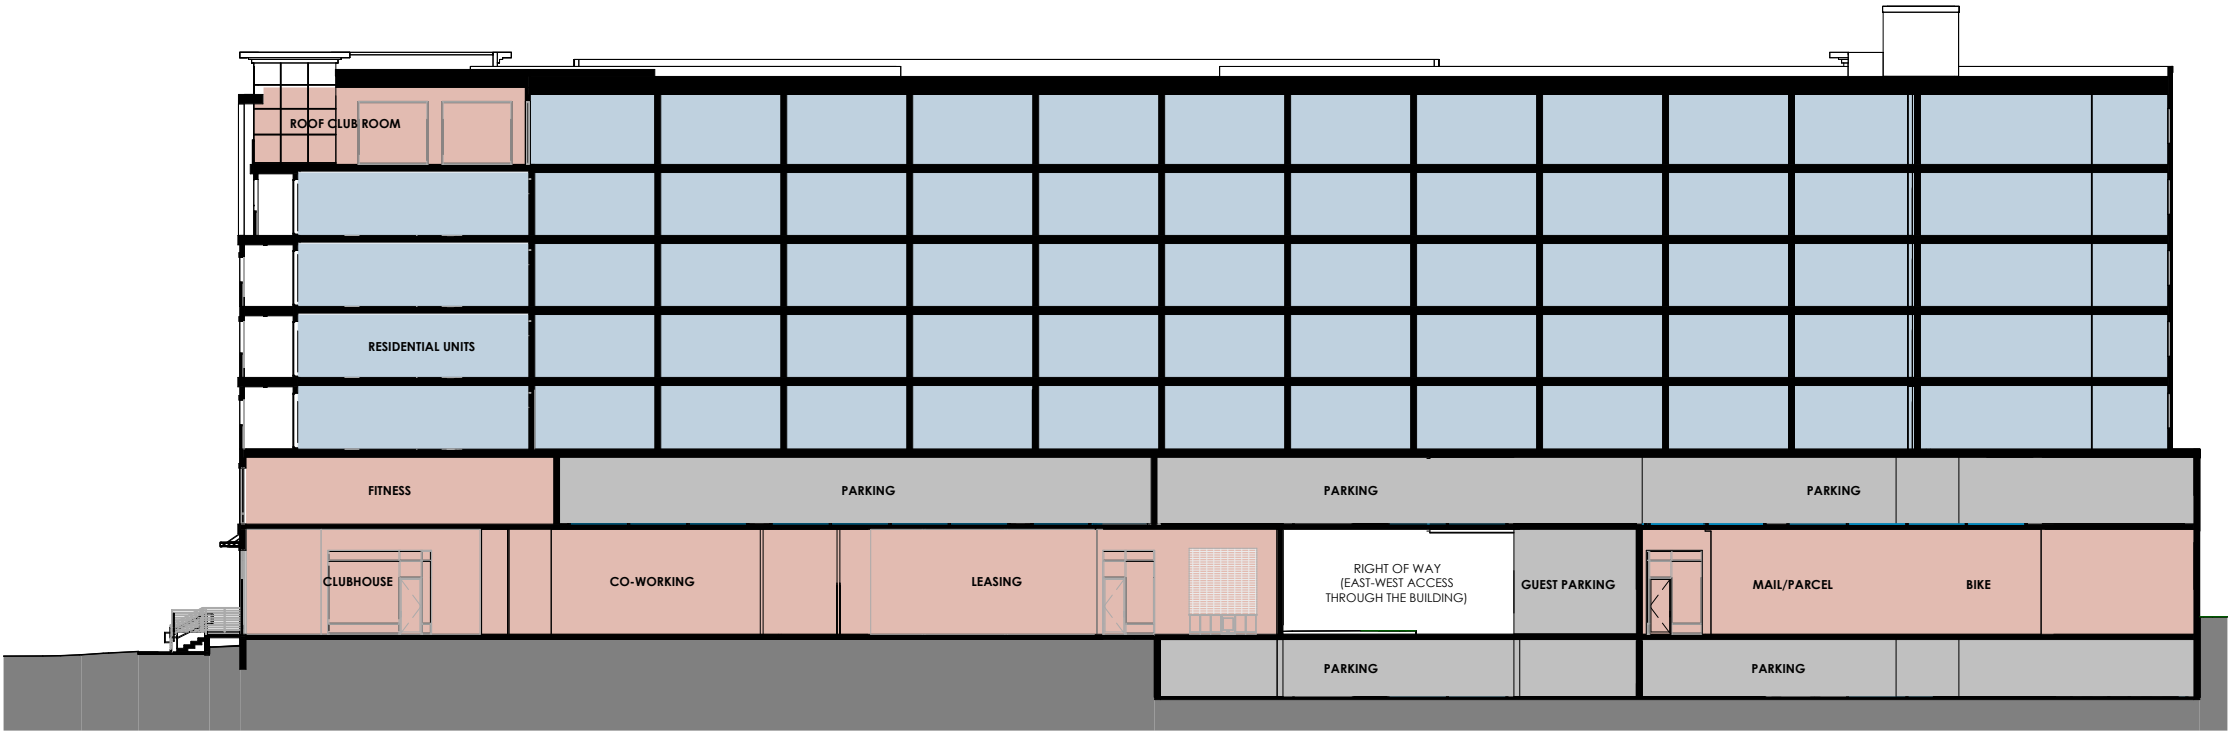 ROOF CLUB ROOM
RESIDENTIAL UNITS
FITNESS
PARKING
PARKING
PARKING
CLUBHOUSE
CO-WORKING
LEASING
RIGHT OF WAY
(EAST-WEST ACCESS
THROUGH THE BUILDING)
GUEST PARKING
MAIL/PARCEL
BIKE
PARKING
PARKING